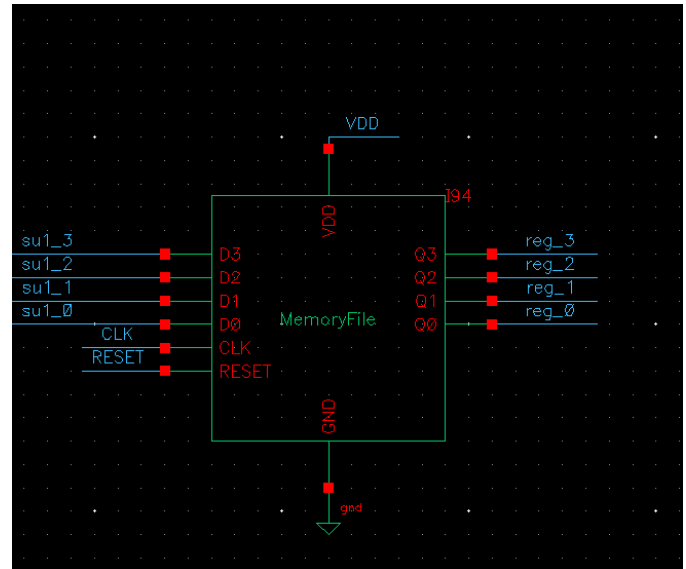 VDD
I94
VDD
su1_3 D3 Q3 reg_3
su1_2 D2 Q2 reg_2
su1_1 D1 Q1 reg_1
su1_0 D0 Q0 reg_0
MemoryFile
CLK CLK
RESET RESET
GND
gnd